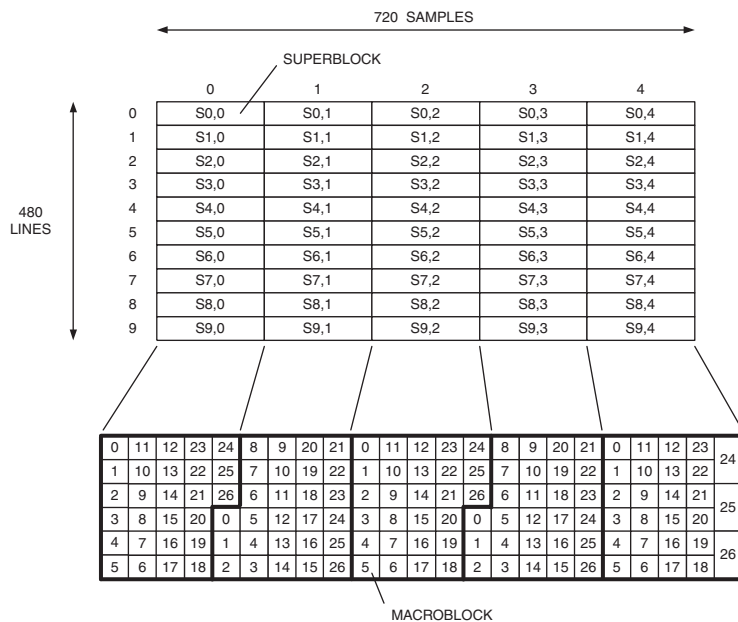 720 SAMPLES
SUPERBLOCK
0 1 2 3 4
0 S0,0 S0,1 S0,2 S0,3 S0,4
1 S1,0 S1,1 S1,2 S1,3 S1,4
2 S2,0 S2,1 S2,2 S2,3 S2,4
3 S3,0 S3,1 S3,2 S3,3 S3,4
4 S4,0 S4,1 S4,2 S4,3 S4,4
5 S5,0 S5,1 S5,2 S5,3 S5,4
6 S6,0 S6,1 S6,2 S6,3 S6,4
7 S7,0 S7,1 S7,2 S7,3 S7,4
8 S8,0 S8,1 S8,2 S8,3 S8,4
9 S9,0 S9,1 S9,2 S9,3 S9,4
480
LINES
0 11 12 23 24 8 9 20 21 0 11 12 23 24 8 9 20 21 0 11 12 23
24
1 10 13 22 25 7 10 19 22 1 10 13 22 25 7 10 19 22 1 10 13 22
2 9 14 21 26 6 11 18 23 2 9 14 21 26 6 11 18 23 2 9 14 21
25
3 8 15 20 0 5 12 17 24 3 8 15 20 0 5 12 17 24 3 8 15 20
4 7 16 19 1 4 13 16 25 4 7 16 19 1 4 13 16 25 4 7 16 19
26
5 6 17 18 2 3 14 15 26 5 6 17 18 2 3 14 15 26 5 6 17 18
MACROBLOCK